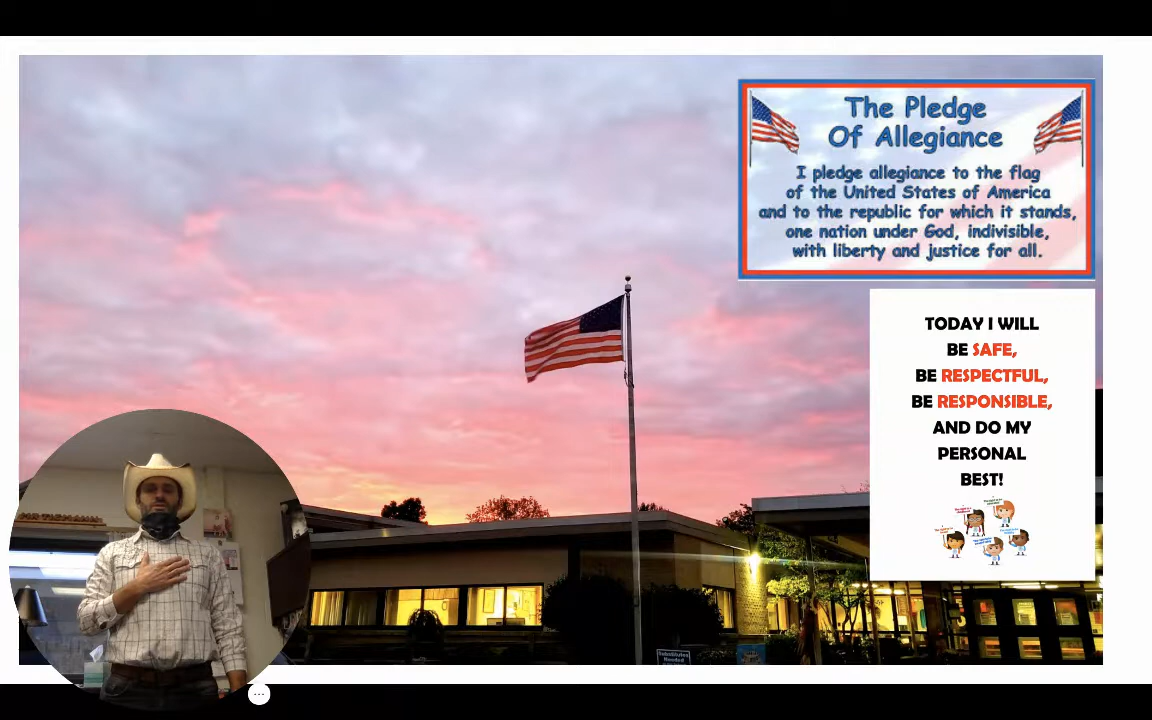 The Pledge
Of Allegiance
I pledge allegiance to the flag
of the United States of America
and to the republic for which it stands,
one nation under God, indivisible,
with liberty and justice for all.
TODAY I WILL
BE SAFE,
BE RESPECTFUL,
BE RESPONSIBLE,
AND DO MY
PERSONAL
BEST!
Substitutes
Needed